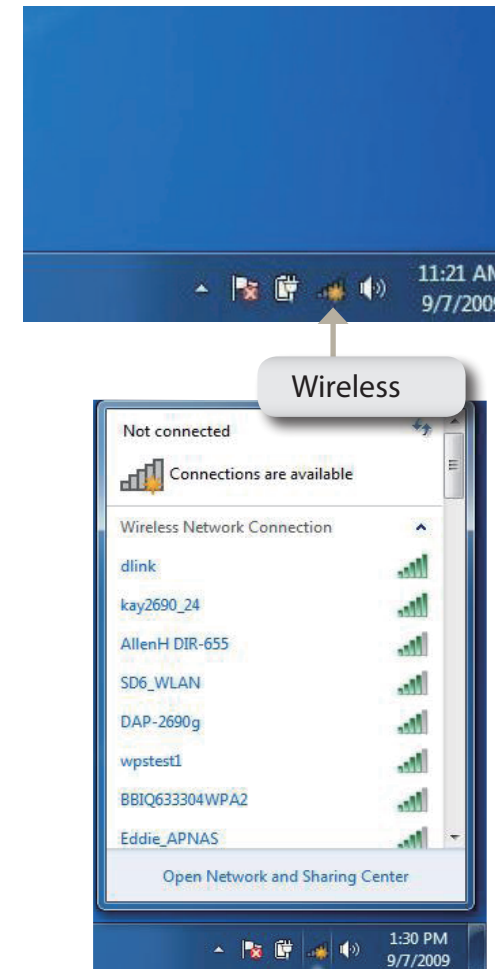 11:21 AM
9/7/2009
Wireless
Not connected
Connections are available
Wireless Network Connection
dlink
kay2690_24
AllenH DIR-655
SD6_WLAN
DAP-2690g
wpstest1
BBIQ633304WPA2
Eddie_APNAS
Open Network and Sharing Center
1:30 PM
9/7/2009